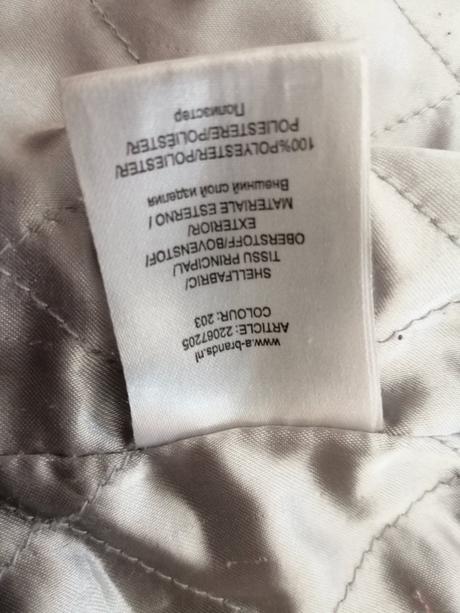 www.a-brands.nl
ARTICLE: 22067205
COLOUR: 203
SHELLFABRIC/
TISSU PRINCIPAL/
OBERSTOFF/BOVENSTOF/
EXTERIOR/
MATERIALE ESTERNO/
Внешний слой изделия
100%POLYESTER/POLIESTER/
POLIESTERE/POLIÉSTER/
Полиэстер